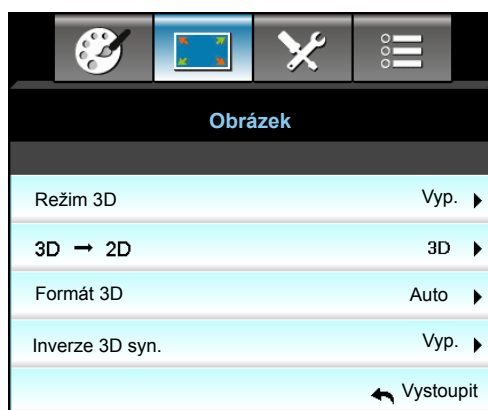 Obrázek
Režim 3D Vyp.
3D → 2D 3D
Formát 3D Auto
Inverze 3D syn. Vyp.
Vystoupit